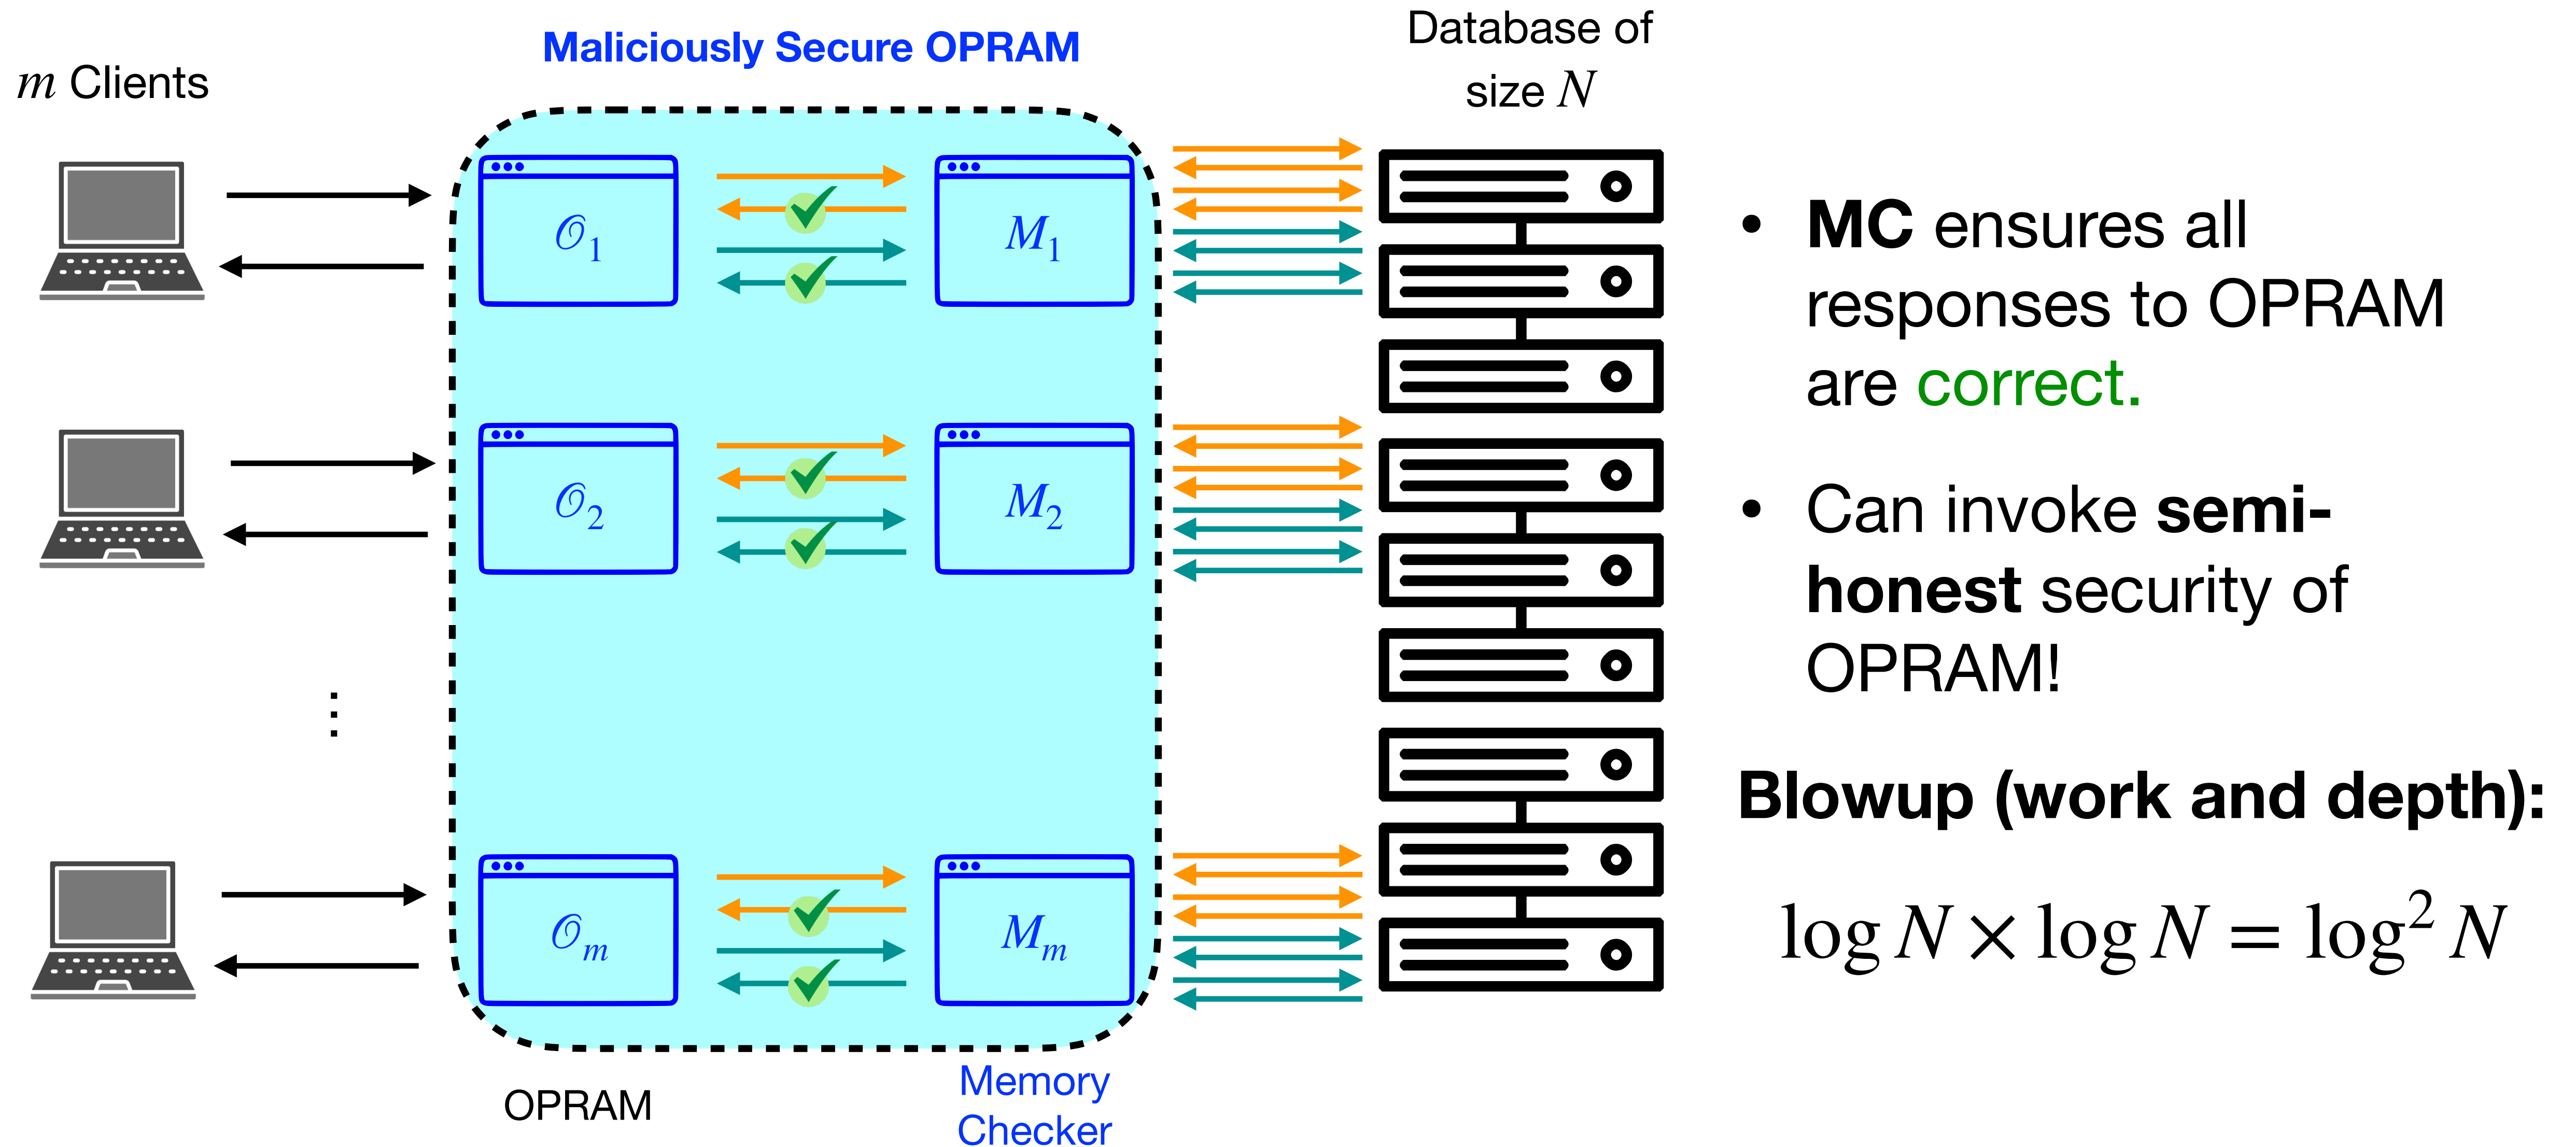 Maliciously Secure OPRAM
Database of
size N
m Clients
𝒪₁
M₁
𝒪₂
M₂
⋮
𝒪ₘ
Mₘ
OPRAM
Memory
Checker
• MC ensures all
responses to OPRAM
are correct.
• Can invoke semi-
honest security of
OPRAM!
Blowup (work and depth):
log N × log N = log² N